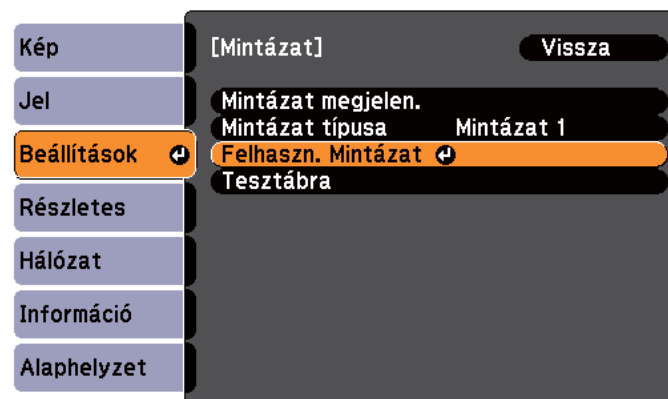 Kép
Jel
Beállítások
Részletes
Hálózat
Információ
Alaphelyzet
[Mintázat] Vissza
Mintázat megjelen.
Mintázat típusa Mintázat 1
Felhaszn. Mintázat
Tesztábra